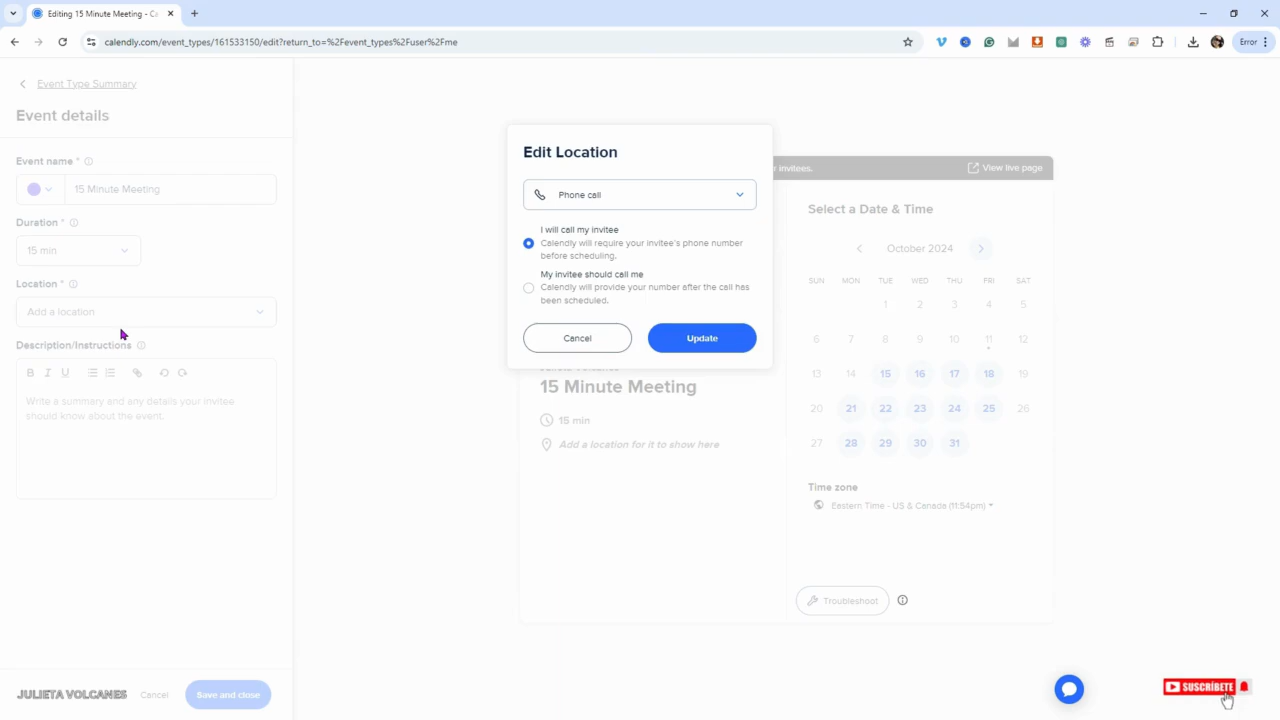 Editing 15 Minute Meeting - Ca
calendly.com/event_types/161533150/edit?return_to=%2Fevent_types%2Fuser%2Fme
Error
Event Type Summary
Event details
Event name *
15 Minute Meeting
Duration *
15 min
Location *
Add a location
Description/Instructions
B I U
Write a summary and any details your invitee
should know about the event.
JULIETA VOLCANES
Cancel
Save and close
Edit Location
Phone call
I will call my invitee
Calendly will require your invitee's phone number
before scheduling.
My invitee should call me
Calendly will provide your number after the call has
been scheduled.
Cancel
Update
invitees.
View live page
15 Minute Meeting
15 min
Add a location for it to show here
Select a Date & Time
October 2024
SUN MON TUE WED THU FRI SAT
1 2 3 4 5
6 7 8 9 10 11 12
13 14 15 16 17 18 19
20 21 22 23 24 25 26
27 28 29 30 31
Time zone
Eastern Time - US & Canada (11:54pm)
Troubleshoot
SUSCRÍBETE